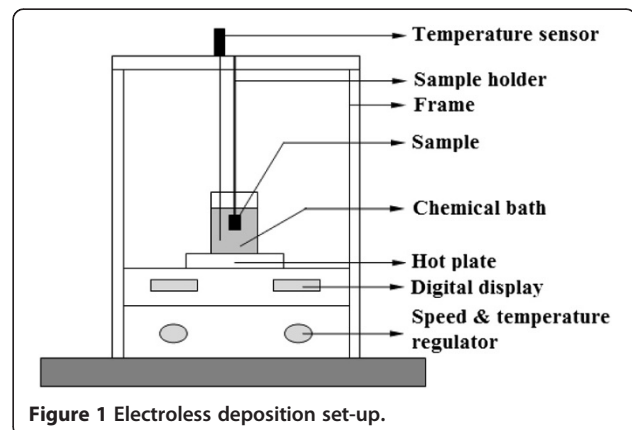 Temperature sensor
Sample holder
Frame
Sample
Chemical bath
Hot plate
Digital display
Speed & temperature
regulator
Figure 1 Electroless deposition set-up.